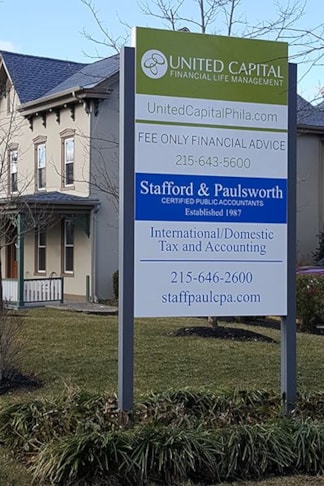 UNITED CAPITAL
FINANCIAL LIFE MANAGEMENT
UnitedCapitalPhila.com
FEE ONLY FINANCIAL ADVICE
215-643-5600
Stafford & Paulsworth
CERTIFIED PUBLIC ACCOUNTANTS
Established 1987
International/Domestic
Tax and Accounting
215-646-2600
staffpaulcpa.com